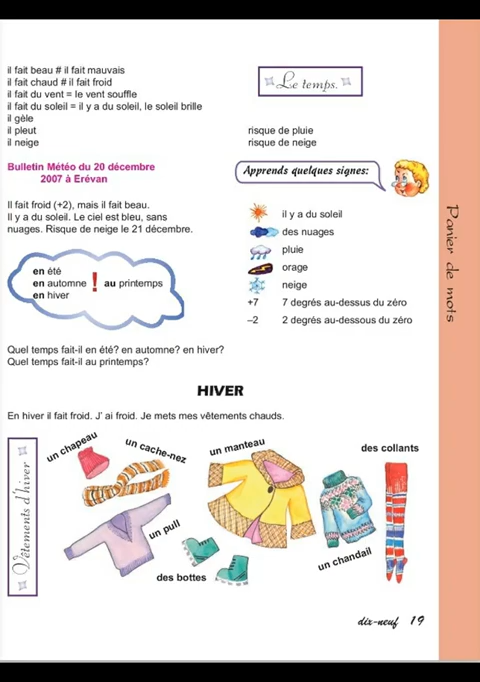 il fait beau # il fait mauvais
il fait chaud # il fait froid
il fait du vent = le vent souffle
il fait du soleil = il y a du soleil, le soleil brille
il gèle
il pleut
il neige
Le temps.
risque de pluie
risque de neige
Bulletin Météo du 20 décembre
2007 à Erévan
Il fait froid (+2), mais il fait beau.
Il y a du soleil. Le ciel est bleu, sans
nuages. Risque de neige le 21 décembre.
Apprends quelques signes:
il y a du soleil
des nuages
pluie
orage
neige
+7 7 degrés au-dessus du zéro
–2 2 degrés au-dessous du zéro
en été
en automne ! au printemps
en hiver
Quel temps fait-il en été? en automne? en hiver?
Quel temps fait-il au printemps?
HIVER
En hiver il fait froid. J' ai froid. Je mets mes vêtements chauds.
Vêtements d'hiver
un chapeau
un cache-nez
un manteau
des collants
un pull
des bottes
un chandail
dix-neuf 19
Panier de mots